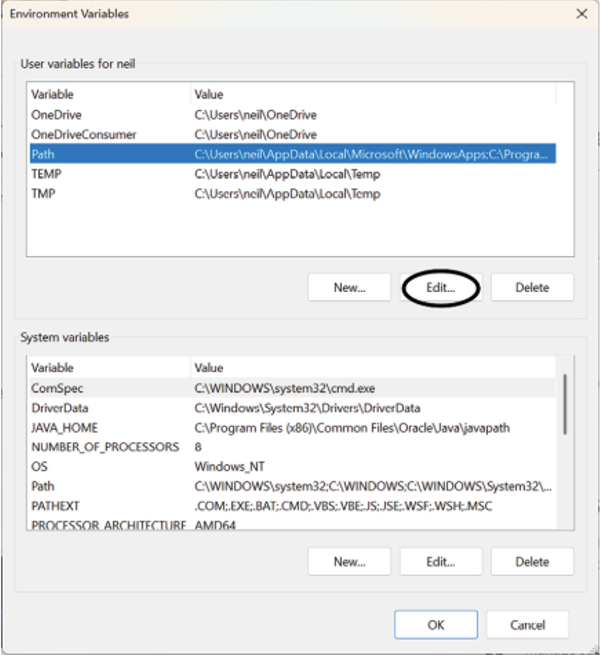 Environment Variables
User variables for neil
Variable Value
OneDrive C:\Users\neil\OneDrive
OneDriveConsumer C:\Users\neil\OneDrive
Path C:\Users\neil\AppData\Local\Microsoft\WindowsApps;C:\Progra...
TEMP C:\Users\neil\AppData\Local\Temp
TMP C:\Users\neil\AppData\Local\Temp
New... Edit... Delete
System variables
Variable Value
ComSpec C:\WINDOWS\system32\cmd.exe
DriverData C:\Windows\System32\Drivers\DriverData
JAVA_HOME C:\Program Files (x86)\Common Files\Oracle\Java\javapath
NUMBER_OF_PROCESSORS 8
OS Windows_NT
Path C:\WINDOWS\system32;C:\WINDOWS;C:\WINDOWS\System32\...
PATHEXT .COM;.EXE;.BAT;.CMD;.VBS;.VBE;.JS;.JSE;.WSF;.WSH;.MSC
PROCESSOR_ARCHITECTURE AMD64
New... Edit... Delete
OK Cancel